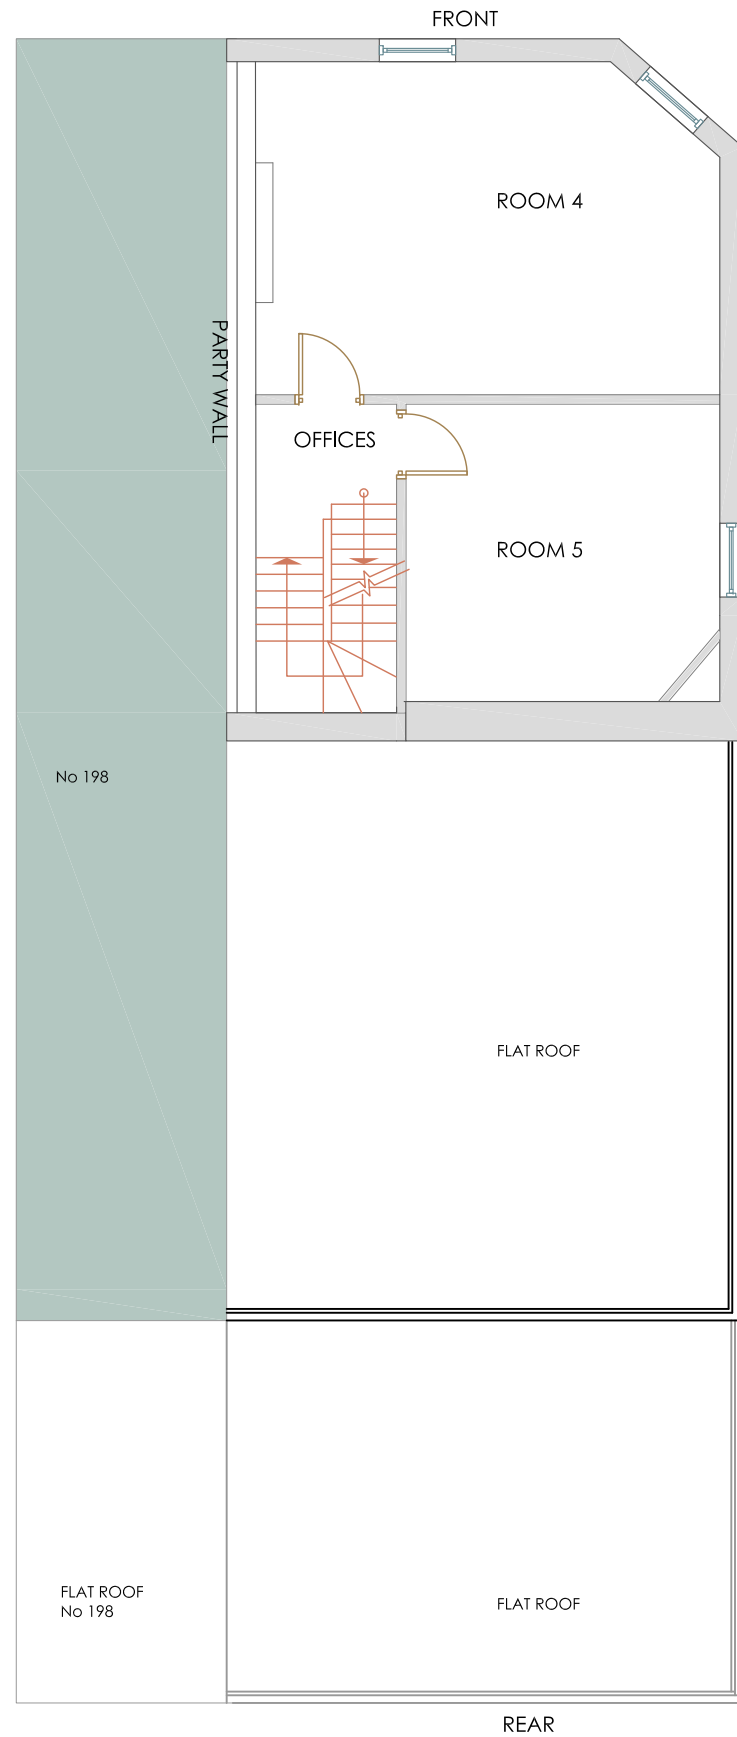 FRONT
ROOM 4
PARTY WALL
OFFICES
ROOM 5
No 198
FLAT ROOF
FLAT ROOF
No 198
FLAT ROOF
REAR